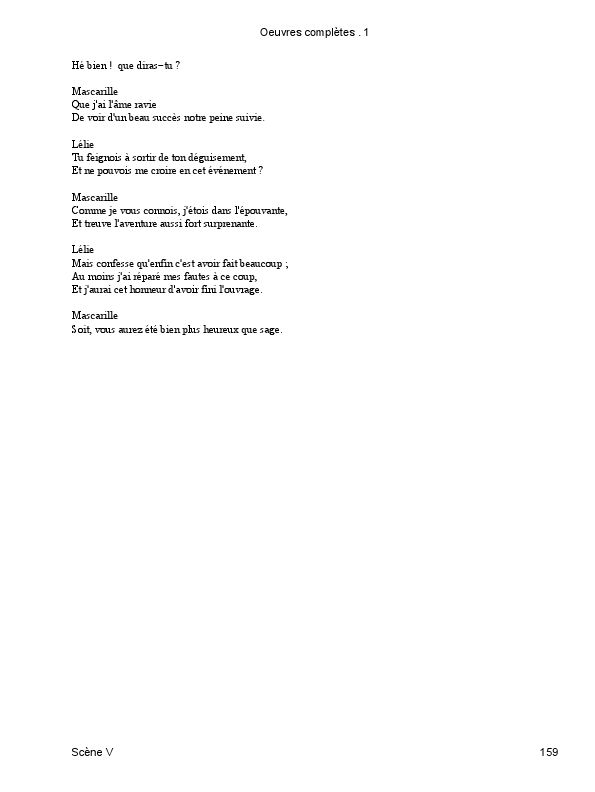 Oeuvres complètes . 1
Hé bien !  que diras−tu ?
Mascarille
Que j'ai l'âme ravie
De voir d'un beau succès notre peine suivie.
Lélie
Tu feignois à sortir de ton déguisement,
Et ne pouvois me croire en cet événement ?
Mascarille
Comme je vous connois, j'étois dans l'épouvante,
Et treuve l'aventure aussi fort surprenante.
Lélie
Mais confesse qu'enfin c'est avoir fait beaucoup ;
Au moins j'ai réparé mes fautes à ce coup,
Et j'aurai cet honneur d'avoir fini l'ouvrage.
Mascarille
Soit, vous aurez été bien plus heureux que sage.
Scène V 159